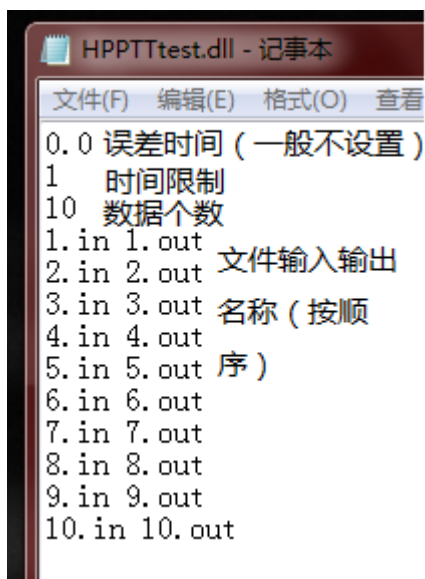 HPPTTtest.dll - 记事本
文件(F) 编辑(E) 格式(O) 查看
0.0 误差时间（一般不设置）
1 时间限制
10 数据个数
1.in 1.out
2.in 2.out 文件输入输出
3.in 3.out 名称（按顺
4.in 4.out
5.in 5.out 序）
6.in 6.out
7.in 7.out
8.in 8.out
9.in 9.out
10.in 10.out